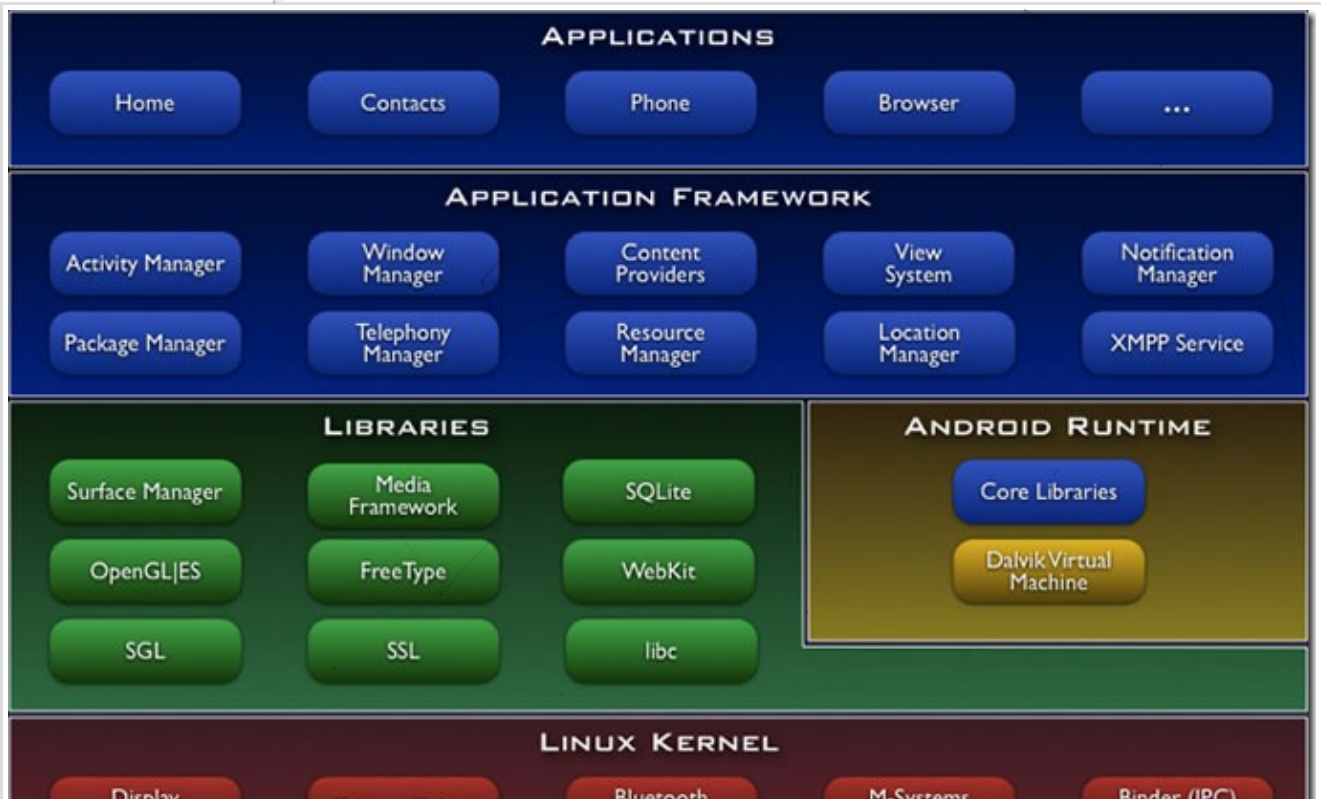 APPLICATIONS
Home
Contacts
Phone
Browser
...
APPLICATION FRAMEWORK
Activity Manager
Window
Manager
Content
Providers
View
System
Notification
Manager
Package Manager
Telephony
Manager
Resource
Manager
Location
Manager
XMPP Service
LIBRARIES
ANDROID RUNTIME
Surface Manager
Media
Framework
SQLite
Core Libraries
OpenGL|ES
FreeType
WebKit
Dalvik Virtual
Machine
SGL
SSL
libc
LINUX KERNEL
Display
Bluetooth
M-Systems
Binder (IPC)